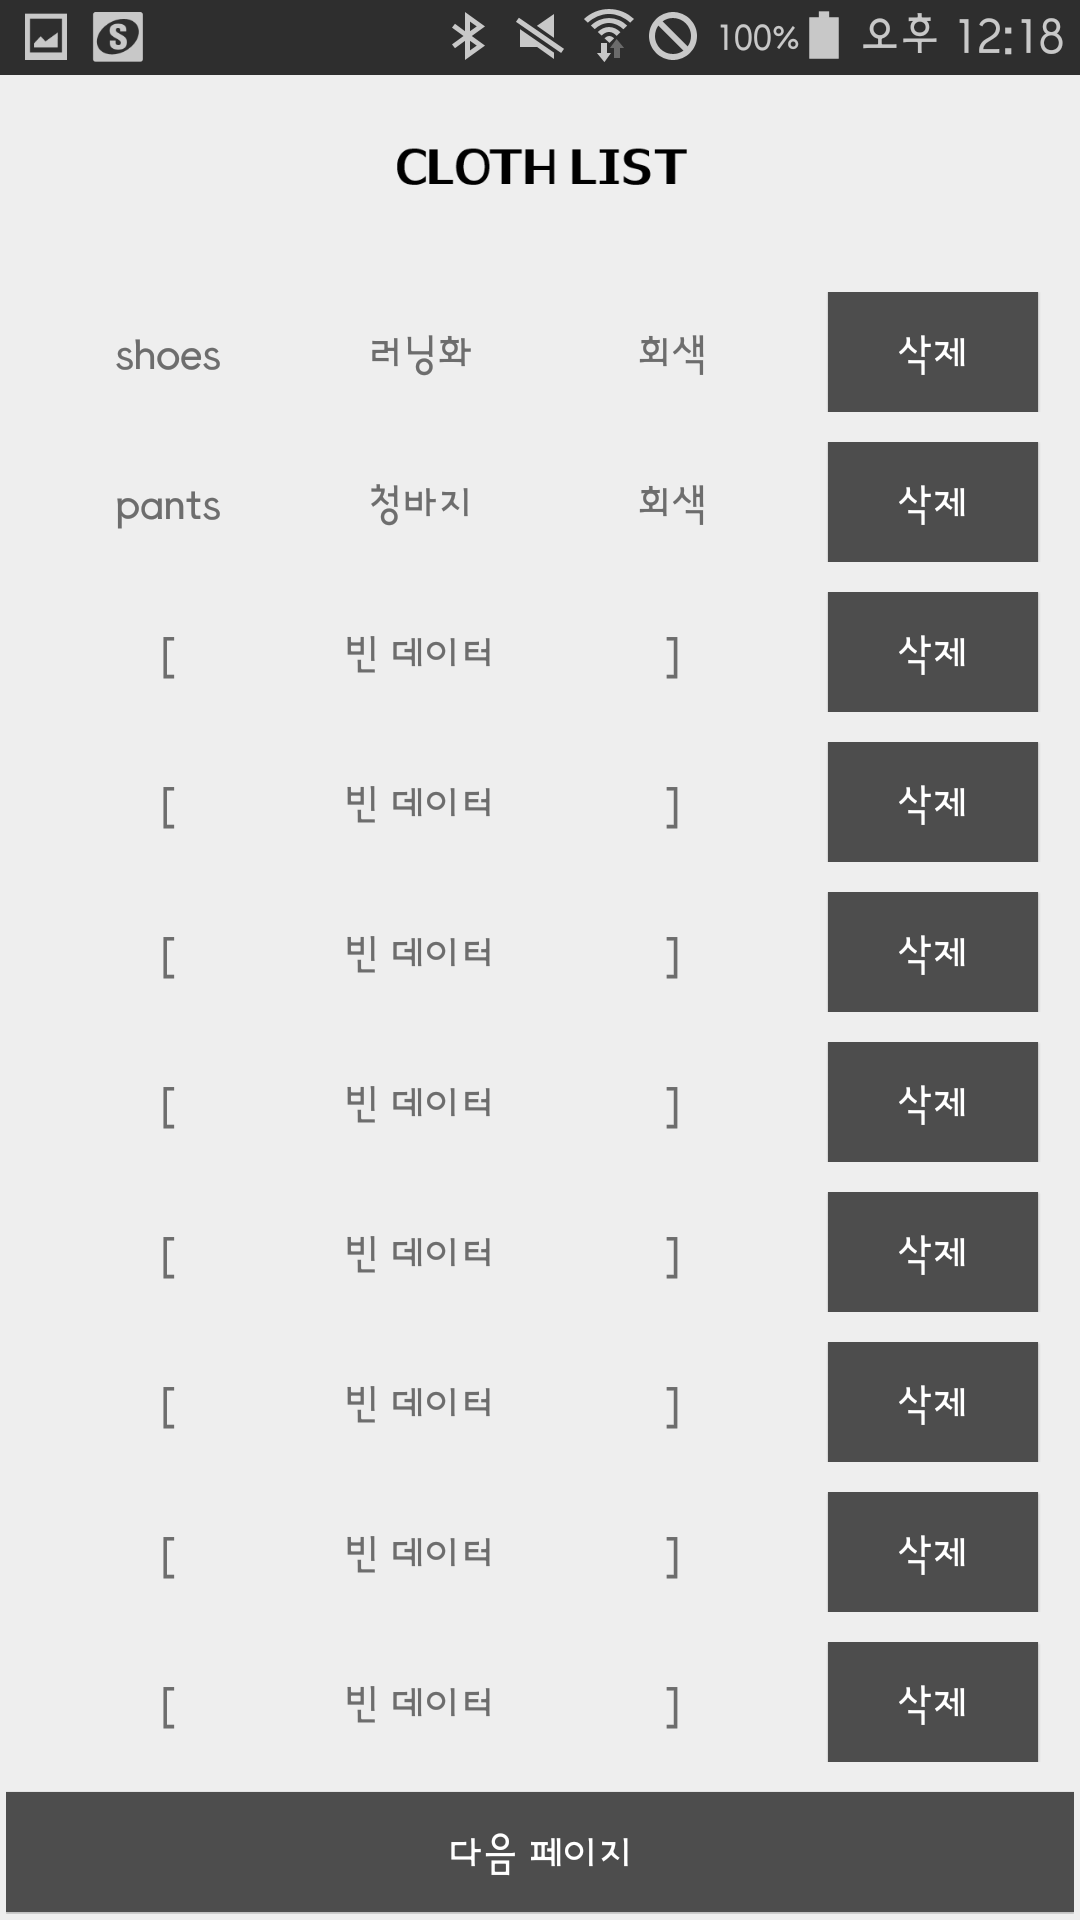 100% 오후 12:18
CLOTH LIST
shoes 러닝화 회색 삭제
pants 청바지 회색 삭제
[ 빈 데이터 ] 삭제
[ 빈 데이터 ] 삭제
[ 빈 데이터 ] 삭제
[ 빈 데이터 ] 삭제
[ 빈 데이터 ] 삭제
[ 빈 데이터 ] 삭제
[ 빈 데이터 ] 삭제
[ 빈 데이터 ] 삭제
다음 페이지